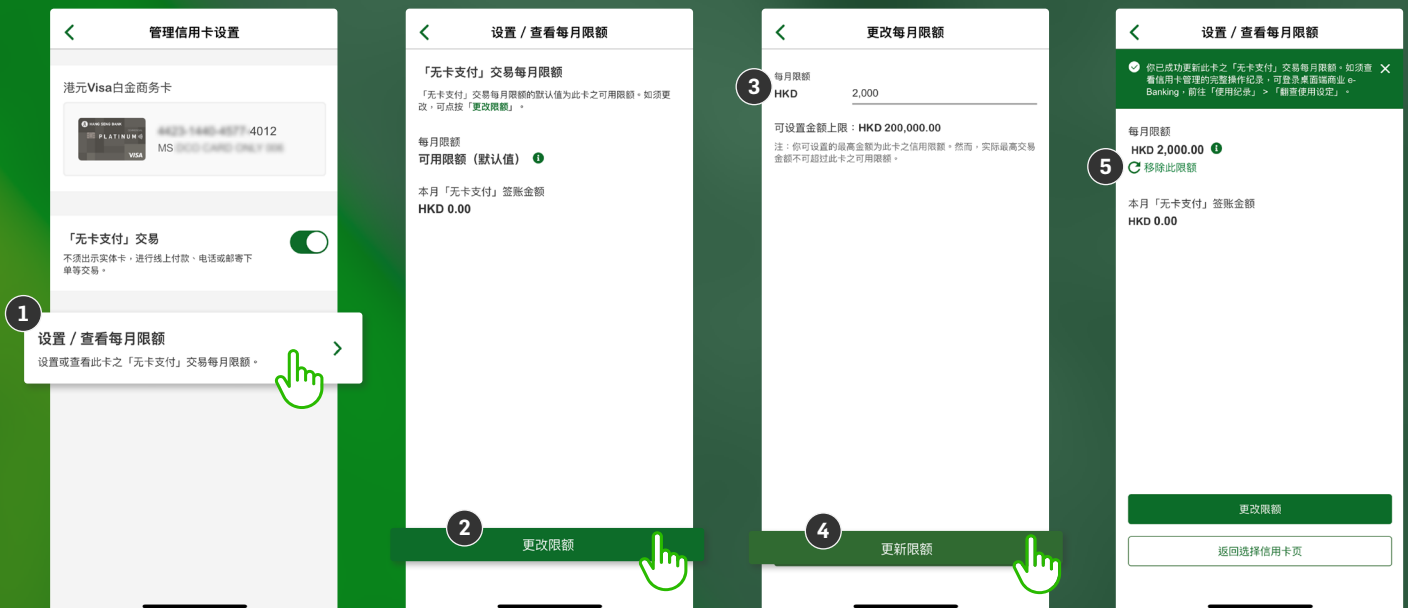 管理信用卡设置
港元Visa白金商务卡
HANG SENG BANK
PLATINUM
VISA
4423-1440-4577-4012
MS DCO CARD ONLY 006
「无卡支付」交易
不须出示实体卡，进行线上付款、电话或邮寄下
单等交易。
1
设置 / 查看每月限额
设置或查看此卡之「无卡支付」交易每月限额。
设置 / 查看每月限额
「无卡支付」交易每月限额
「无卡支付」交易每月限额的默认值为此卡之可用限额。如须更
改，可点按「更改限额」。
每月限额
可用限额（默认值）
本月「无卡支付」签账金额
HKD 0.00
2
更改限额
更改每月限额
3
每月限额
HKD 2,000
可设置金额上限：HKD 200,000.00
注：你可设置的最高金额为此卡之信用限额。然而，实际最高交易
金额不可超过此卡之可用限额。
4
更新限额
设置 / 查看每月限额
你已成功更新此卡之「无卡支付」交易每月限额。如须查
看信用卡管理的完整操作纪录，可登录桌面端商业 e-
Banking，前往「使用纪录」 > 「翻查使用设定」。
每月限额
HKD 2,000.00
5
移除此限额
本月「无卡支付」签账金额
HKD 0.00
更改限额
返回选择信用卡页